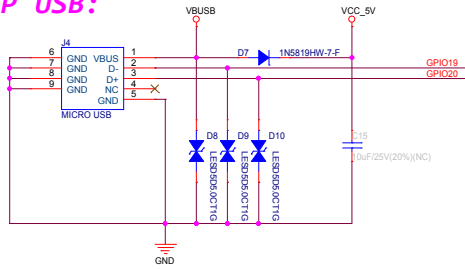 P USB:
VBUSB
VCC_5V
J4
D7
1N5819HW-7-F
6 GND VBUS 1
7 GND D- 2
8 GND D+ 3
9 GND NC 4
GND 5
MICRO USB
GPIO19
GPIO20
D8
D9
D10
LESD5D5.0CT1G
LESD5D5.0CT1G
LESD5D5.0CT1G
C15
10uF/25V(20%)(NC)
GND